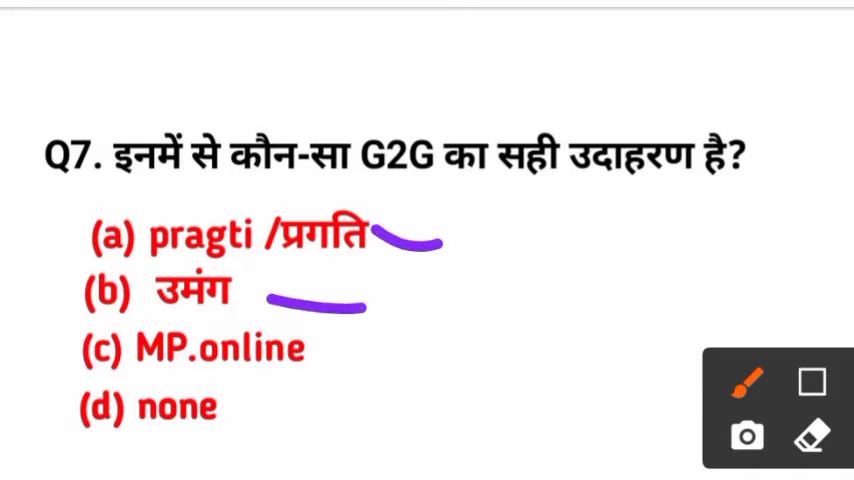 Q7. इनमें से कौन-सा G2G का सही उदाहरण है?
(a) pragti /प्रगति
(b) उमंग
(c) MP.online
(d) none